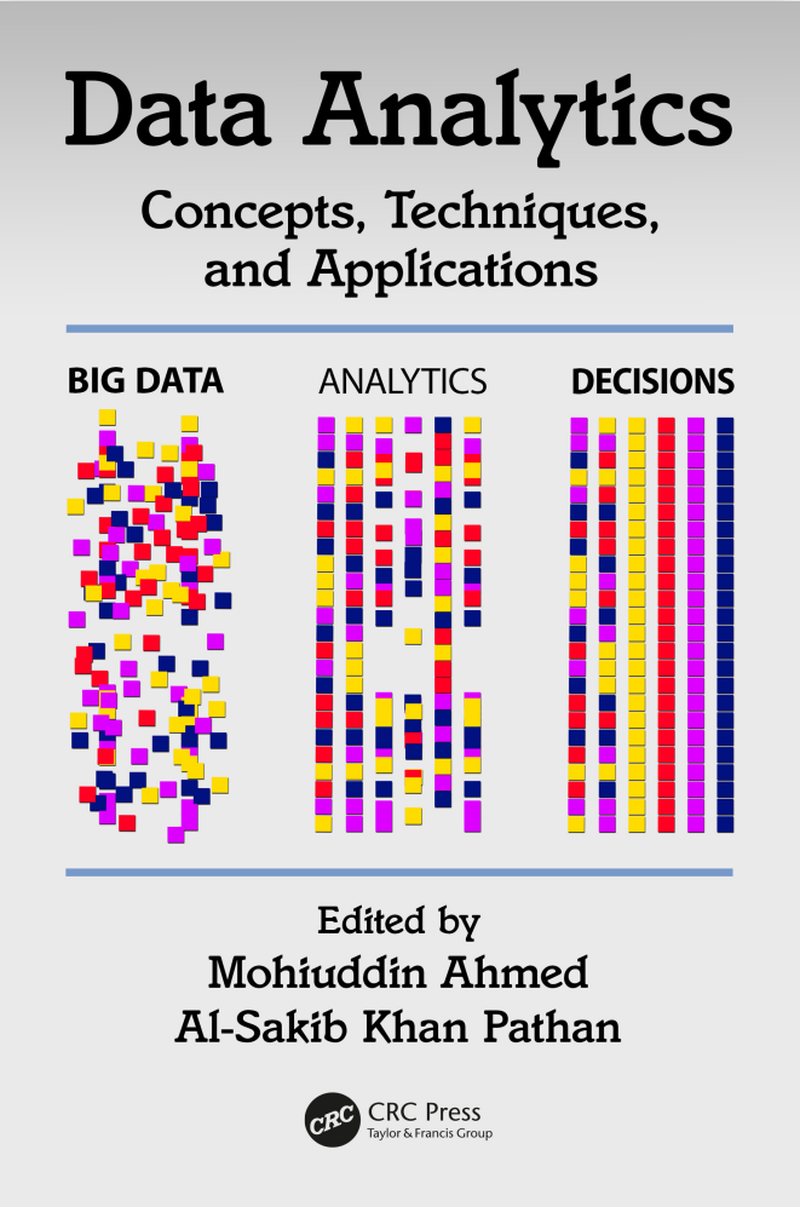 Data Analytics
Concepts, Techniques,
and Applications
BIG DATA
ANALYTICS
DECISIONS
Edited by
Mohiuddin Ahmed
Al-Sakib Khan Pathan
CRC
CRC Press
Taylor & Francis Group